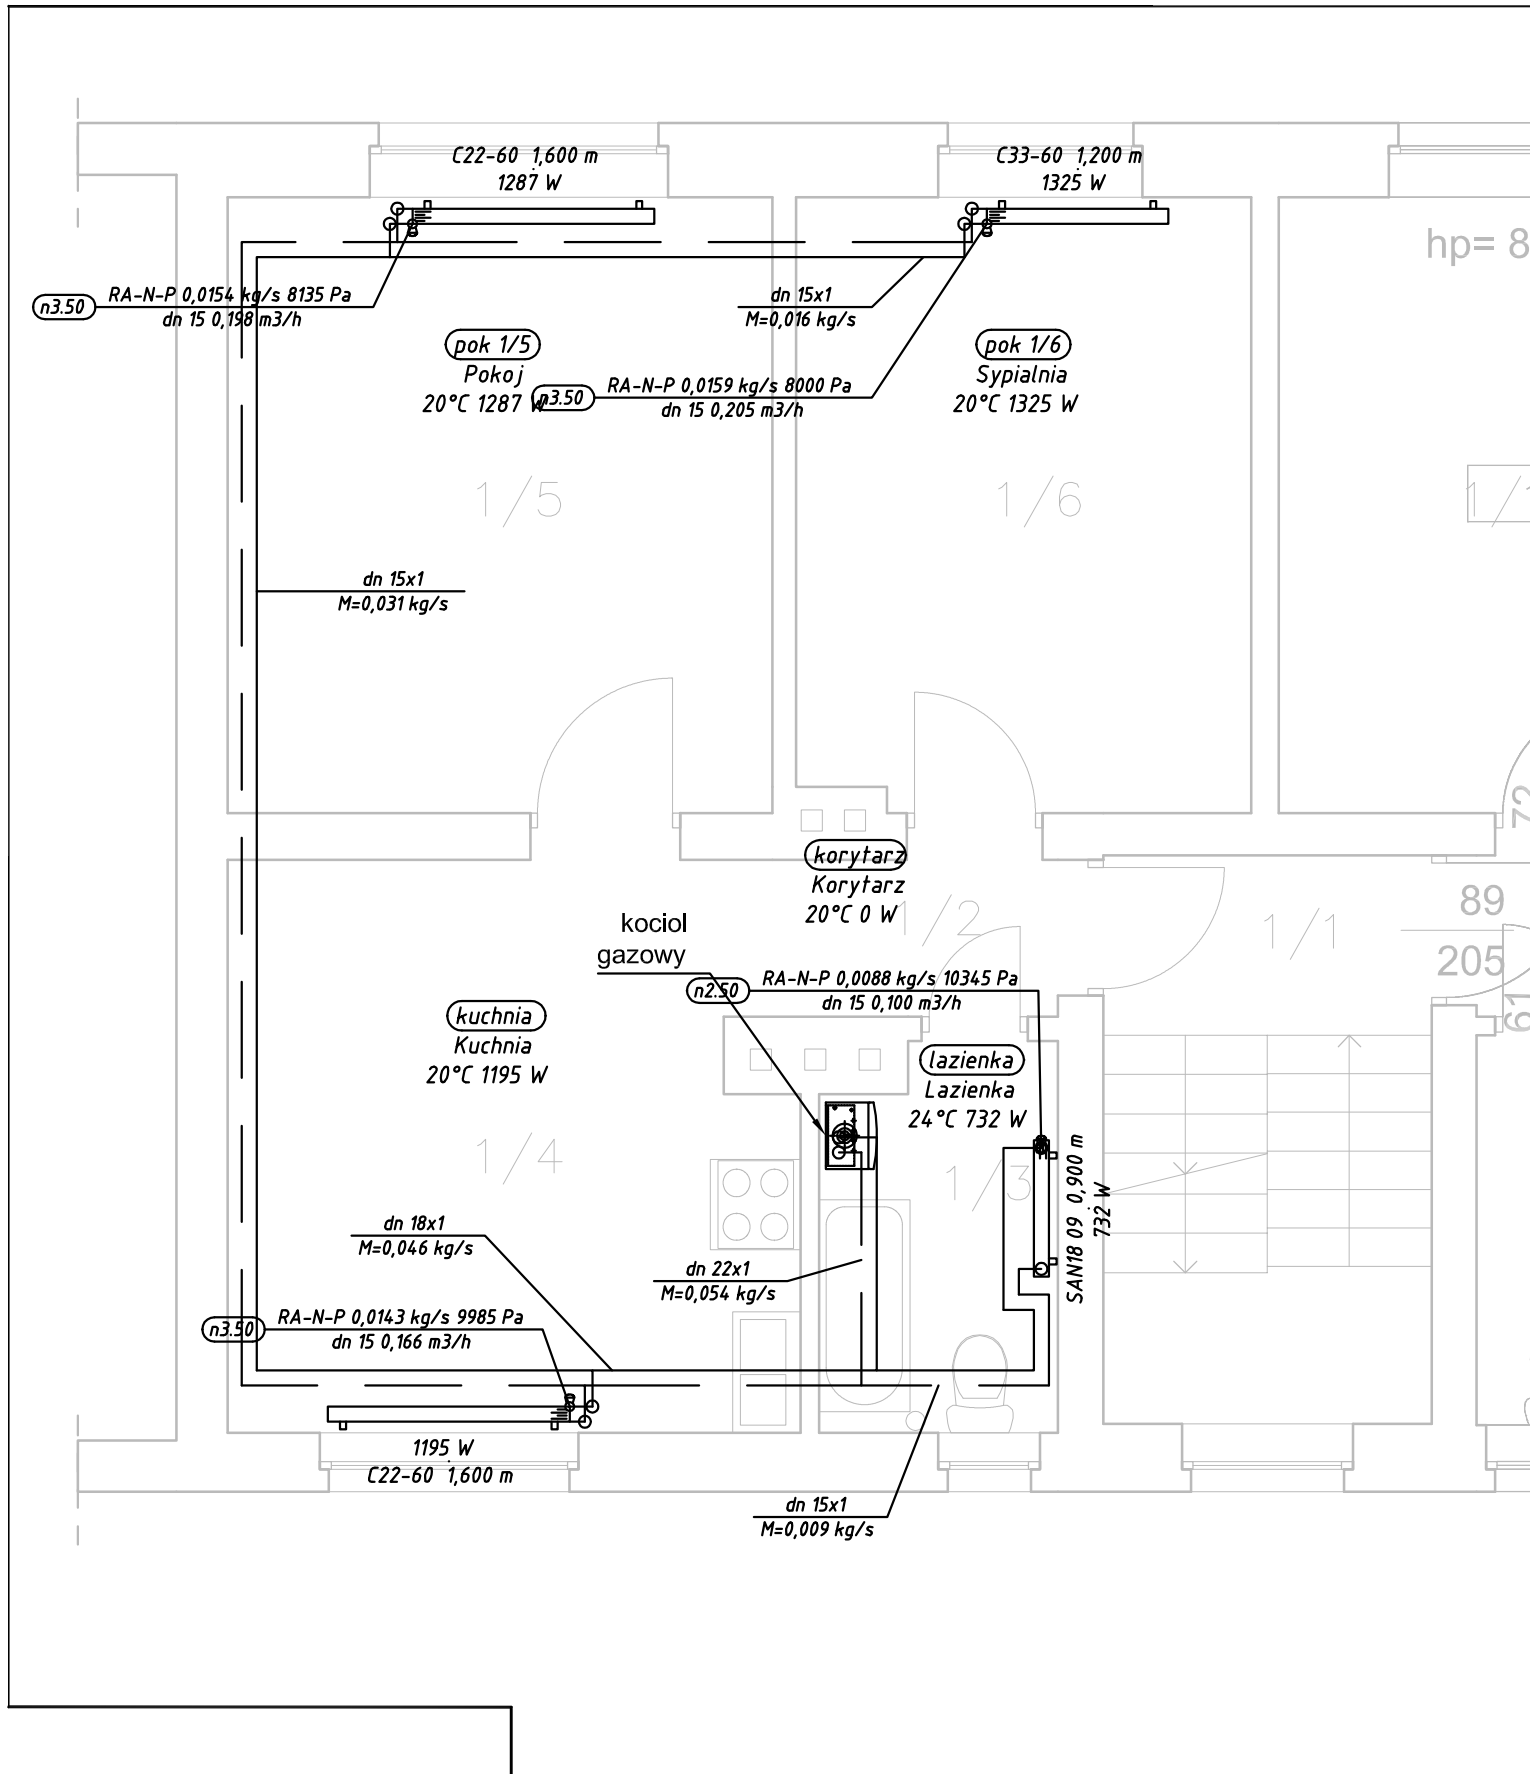 C22-60 1,600 m
1287 W
C33-60 1,200 m
1325 W
hp= 8
n3.50
RA-N-P 0,0154 kg/s 8135 Pa
dn 15 0,198 m3/h
dn 15x1
M=0,016 kg/s
pok 1/5
Pokoj
20°C 1287 W
n3.50
RA-N-P 0,0159 kg/s 8000 Pa
dn 15 0,205 m3/h
pok 1/6
Sypialnia
20°C 1325 W
1/5
1/6
1/1
dn 15x1
M=0,031 kg/s
72
korytarz
Korytarz
20°C 0 W
1/2
1/1
89
205
61
kociol
gazowy
n2.50
RA-N-P 0,0088 kg/s 10345 Pa
dn 15 0,100 m3/h
kuchnia
Kuchnia
20°C 1195 W
lazienka
Lazienka
24°C 732 W
1/4
1/3
SAN18 09 0,900 m
732 W
dn 18x1
M=0,046 kg/s
dn 22x1
M=0,054 kg/s
n3.50
RA-N-P 0,0143 kg/s 9985 Pa
dn 15 0,166 m3/h
1195 W
C22-60 1,600 m
dn 15x1
M=0,009 kg/s